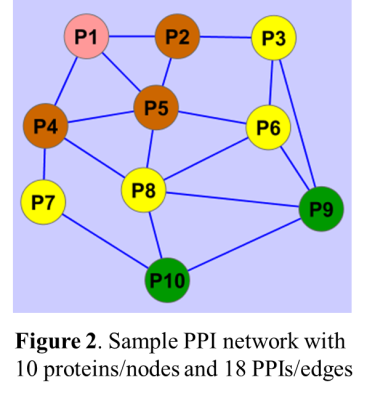 P1 P2 P3
P5
P4 P6
P8
P7 P9
P10
Figure 2. Sample PPI network with
10 proteins/nodes and 18 PPIs/edges